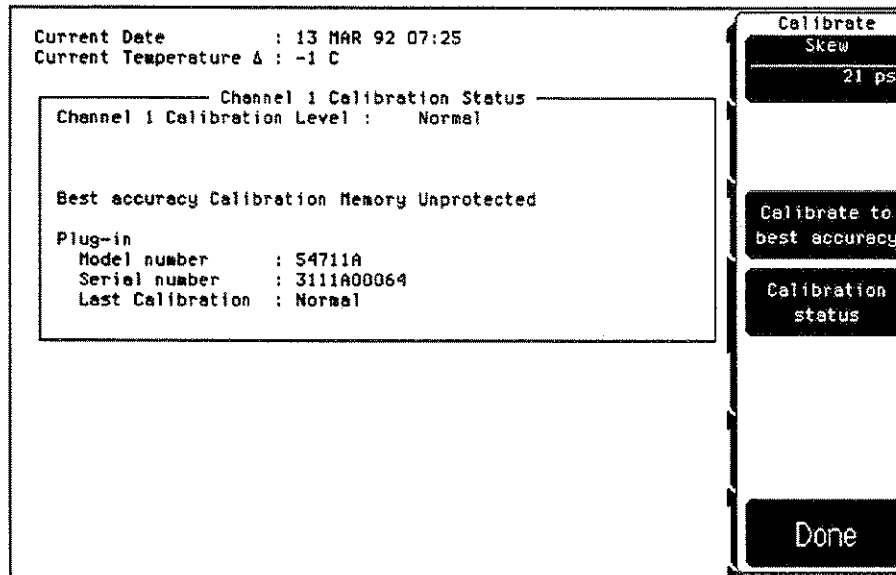 Current Date : 13 MAR 92 07:25
Current Temperature Δ : -1 C
Channel 1 Calibration Status
Channel 1 Calibration Level : Normal
Best accuracy Calibration Memory Unprotected
Plug-in
Model number : 54711A
Serial number : 3111A00064
Last Calibration : Normal
Calibrate
Skew
21 ps
Calibrate to
best accuracy
Calibration
status
Done